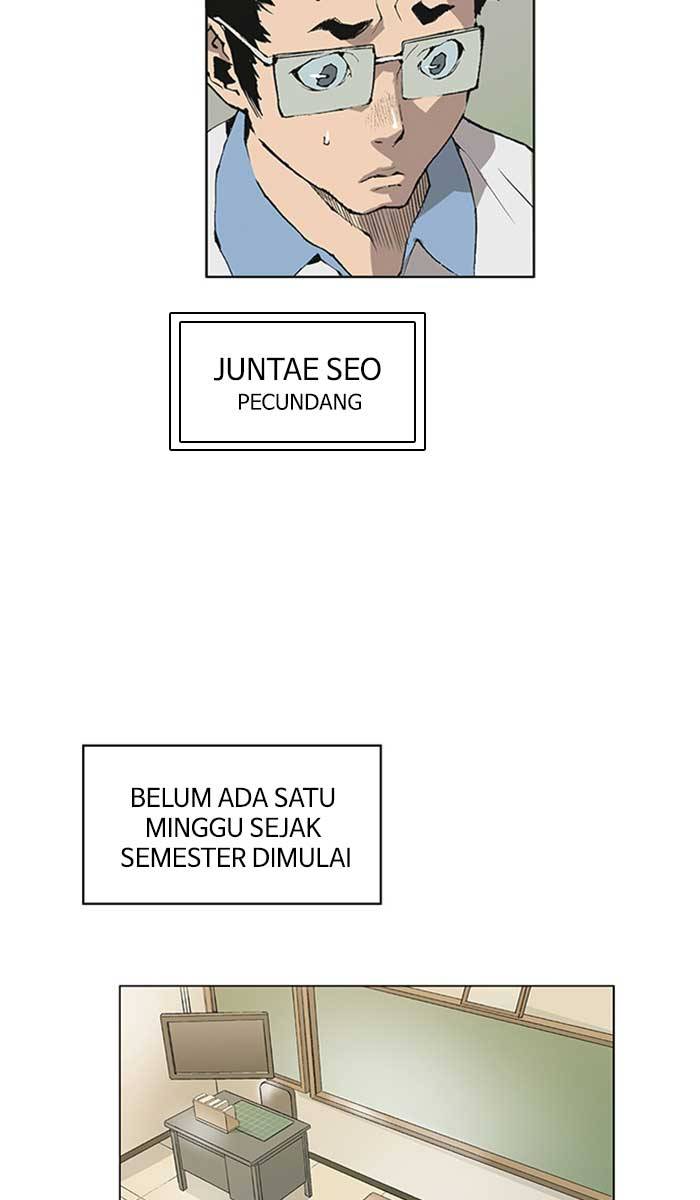 JUNTAE SEO
PECUNDANG
BELUM ADA SATU
MINGGU SEJAK
SEMESTER DIMULAI